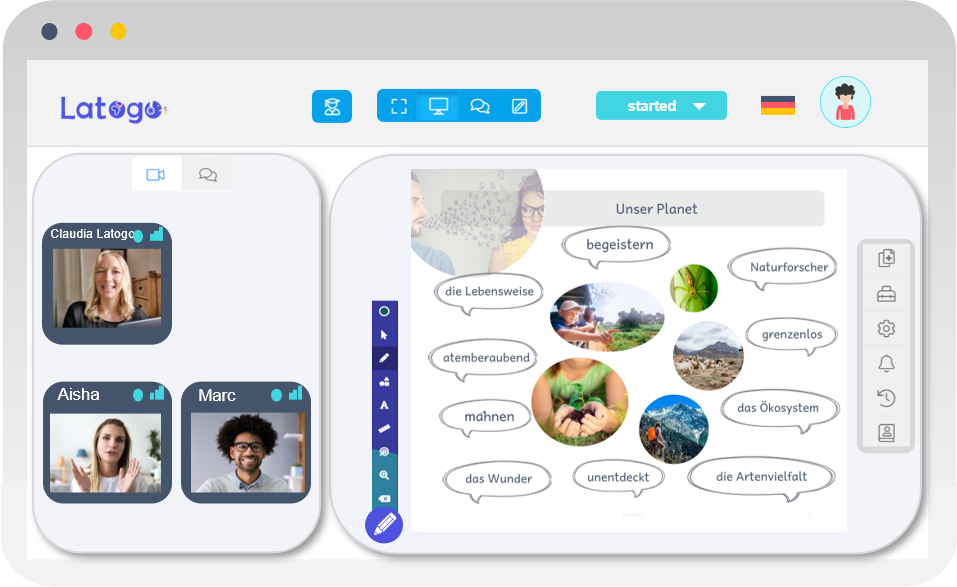 Latogo
started
Claudia Latogo
Aisha
Marc
Unser Planet
begeistern
Naturforscher
die Lebensweise
grenzenlos
atemberaubend
das Ökosystem
mahnen
die Artenvielfalt
das Wunder
unentdeckt
A